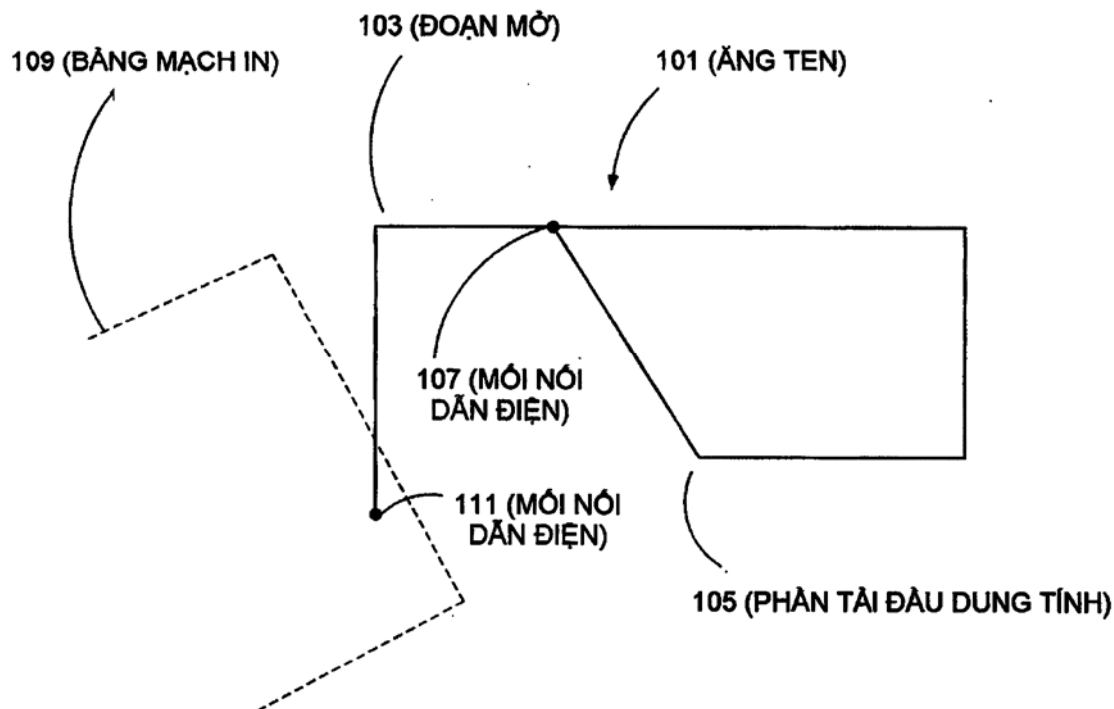 103 (ĐOẠN MỞ)
109 (BẢNG MẠCH IN)
101 (ĂNG TEN)
107 (MỐI NỐI
DẪN ĐIỆN)
111 (MỐI NỐI
DẪN ĐIỆN)
105 (PHẦN TẢI ĐẦU DUNG TÍNH)